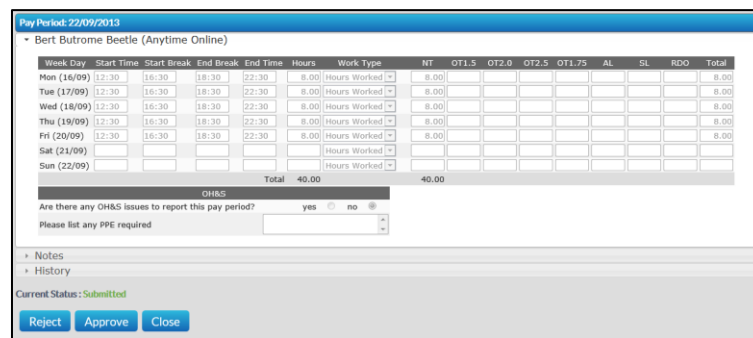 Pay Period: 22/09/2013
Bert Butrome Beetle (Anytime Online)
Week Day Start Time Start Break End Break End Time Hours Work Type NT OT1.5 OT2.0 OT2.5 OT1.75 AL SL RDO Total
Mon (16/09) 12:30 16:30 18:30 22:30 8.00 Hours Worked 8.00 8.00
Tue (17/09) 12:30 16:30 18:30 22:30 8.00 Hours Worked 8.00 8.00
Wed (18/09) 12:30 16:30 18:30 22:30 8.00 Hours Worked 8.00 8.00
Thu (19/09) 12:30 16:30 18:30 22:30 8.00 Hours Worked 8.00 8.00
Fri (20/09) 12:30 16:30 18:30 22:30 8.00 Hours Worked 8.00 8.00
Sat (21/09) Hours Worked
Sun (22/09) Hours Worked
Total 40.00 40.00
OH&S
Are there any OH&S issues to report this pay period? yes no
Please list any PPE required
Notes
History
Current Status : Submitted
Reject Approve Close